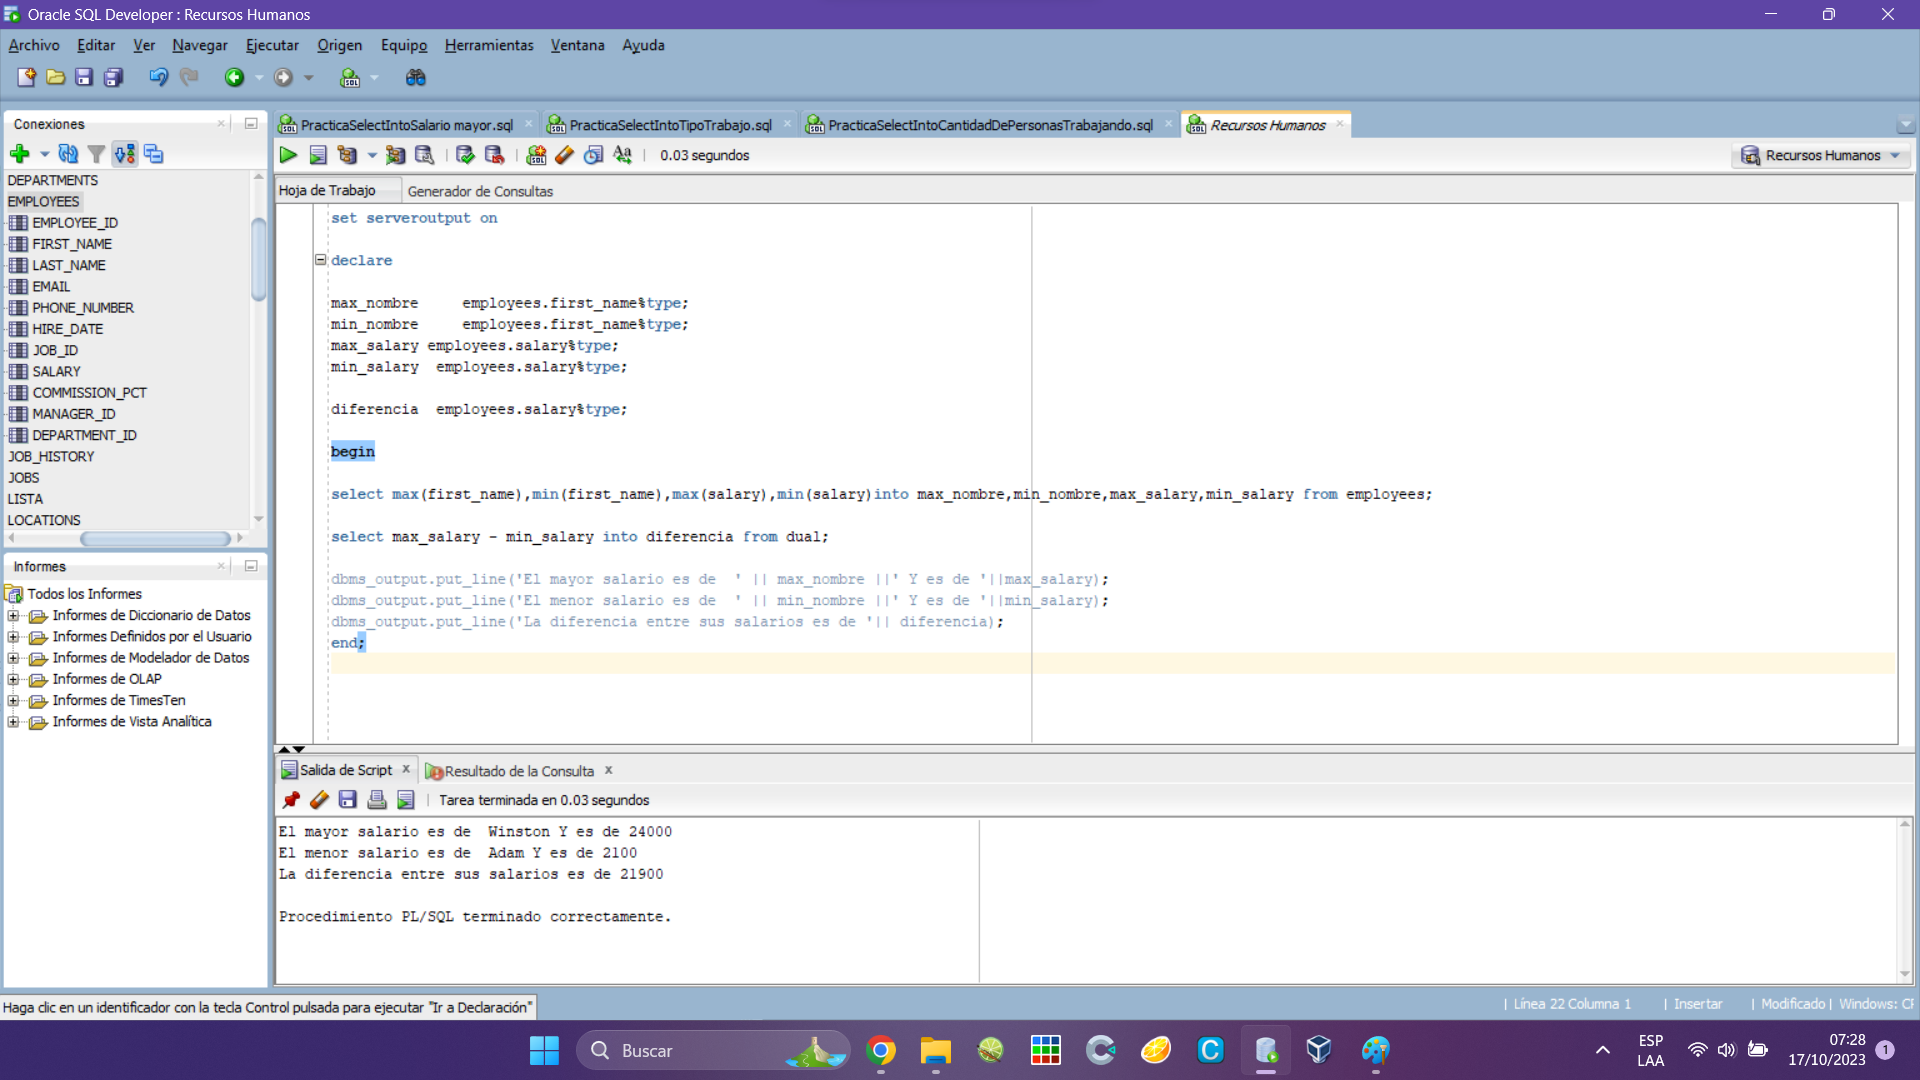 Oracle SQL Developer : Recursos Humanos
Archivo Editar Ver Navegar Ejecutar Origen Equipo Herramientas Ventana Ayuda
Conexiones
DEPARTMENTS
EMPLOYEES
EMPLOYEE_ID
FIRST_NAME
LAST_NAME
EMAIL
PHONE_NUMBER
HIRE_DATE
JOB_ID
SALARY
COMMISSION_PCT
MANAGER_ID
DEPARTMENT_ID
JOB_HISTORY
JOBS
LISTA
LOCATIONS
Informes
Todos los Informes
Informes de Diccionario de Datos
Informes Definidos por el Usuario
Informes de Modelador de Datos
Informes de OLAP
Informes de TimesTen
Informes de Vista Analítica
PracticaSelectIntoSalario mayor.sql PracticaSelectIntoTipoTrabajo.sql PracticaSelectIntoCantidadDePersonasTrabajando.sql Recursos Humanos
0.03 segundos
Recursos Humanos
Hoja de Trabajo Generador de Consultas
set serveroutput on
declare
max_nombre     employees.first_name%type;
min_nombre     employees.first_name%type;
max_salary employees.salary%type;
min_salary  employees.salary%type;
diferencia  employees.salary%type;
begin
select max(first_name),min(first_name),max(salary),min(salary)into max_nombre,min_nombre,max_salary,min_salary from employees;
select max_salary - min_salary into diferencia from dual;
dbms_output.put_line('El mayor salario es de  ' || max_nombre ||' Y es de '||max_salary);
dbms_output.put_line('El menor salario es de  ' || min_nombre ||' Y es de '||min_salary);
dbms_output.put_line('La diferencia entre sus salarios es de '|| diferencia);
end;
Salida de Script Resultado de la Consulta
Tarea terminada en 0.03 segundos
El mayor salario es de  Winston Y es de 24000
El menor salario es de  Adam Y es de 2100
La diferencia entre sus salarios es de 21900
Procedimiento PL/SQL terminado correctamente.
Haga clic en un identificador con la tecla Control pulsada para ejecutar "Ir a Declaración"
Línea 22 Columna 1 | Insertar | Modificado | Windows:
Buscar
ESP
LAA
07:28
17/10/2023
1